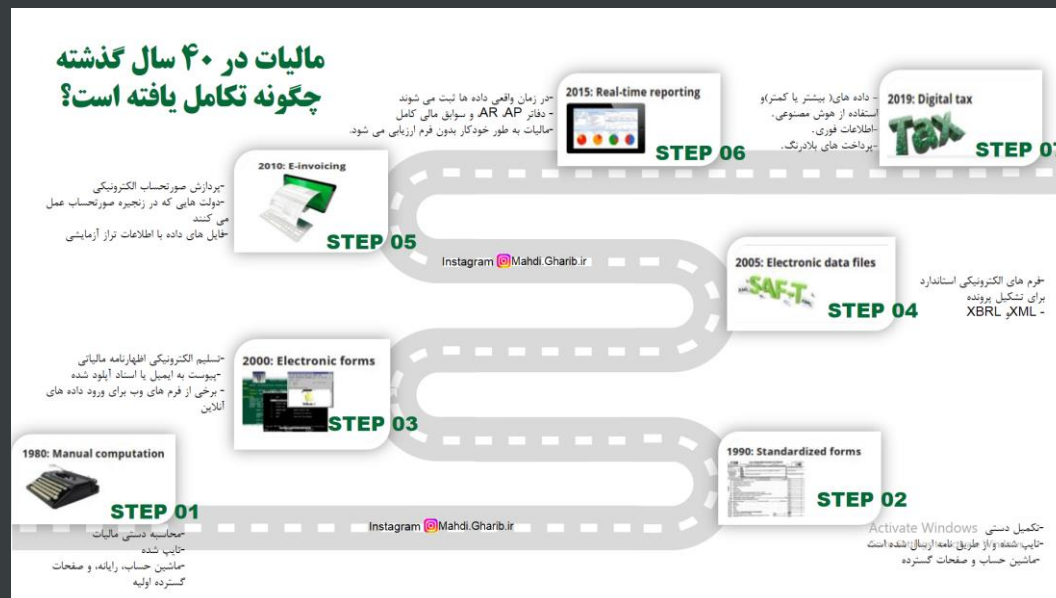 مالیات در ۴۰ سال گذشته
چگونه تکامل یافته است؟
1980: Manual computation
STEP 01
-محاسبه دستی مالیات
-تایپ شده
-ماشین حساب، رایانه، و صفحات
گسترده اولیه
1990: Standardized forms
STEP 02
-تکمیل دستی
-تایپ شده و از طریق نامه ارسال شده است
-ماشین حساب و صفحات گسترده
Activate Windows
2000: Electronic forms
STEP 03
-تسلیم الکترونیکی اظهارنامه مالیاتی
-پیوست به ایمیل یا اسناد آپلود شده
- برخی از فرم های وب برای ورود داده های
آنلاین
2005: Electronic data files
SAF-T
STEP 04
-فرم های الکترونیکی استاندارد
برای تشکیل پرونده
- XMLو XBRL
2010: E-invoicing
STEP 05
-پردازش صورتحساب الکترونیکی
-دولت هایی که در زنجیره صورتحساب عمل
می کنند
-فایل های داده با اطلاعات تراز آزمایشی
2015: Real-time reporting
STEP 06
-در زمان واقعی داده ها ثبت می شوند
- دفاتر AR ،AP و سوابق مالی کامل
-مالیات به طور خودکار بدون فرم ارزیابی می شود.
2019: Digital tax
Tax
STEP 07
- داده های( بیشتر یا کمتر)و
استفاده از هوش مصنوعی.
-اطلاعات فوری.
-پرداخت های بلادرنگ.
Instagram Mahdi.Gharib.ir
Instagram Mahdi.Gharib.ir